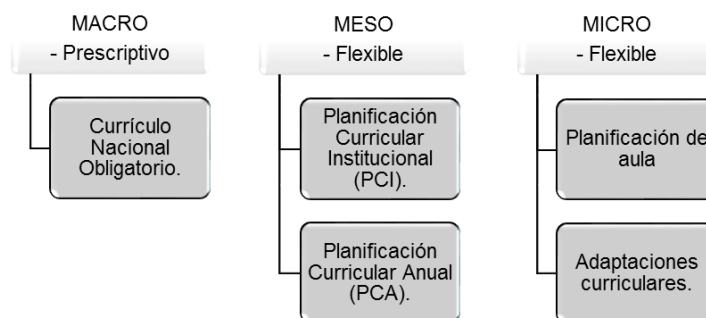 MACRO
- Prescriptivo
Currículo
Nacional
Obligatorio.
MESO
- Flexible
Planificación
Curricular
Institucional
(PCI).
Planificación
Curricular Anual
(PCA).
MICRO
- Flexible
Planificación de
aula
Adaptaciones
curriculares.